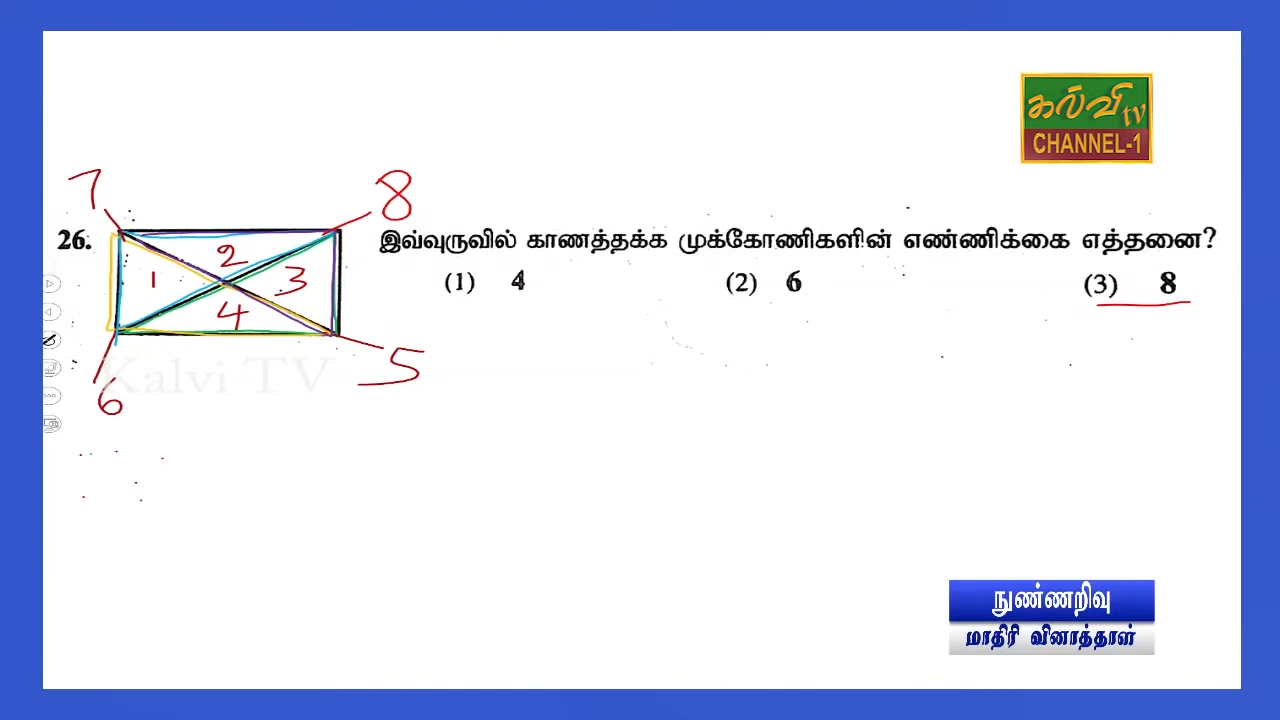 கல்வி tv
CHANNEL-1
7
8
26.
1
2
3
4
இவ்வுருவில் காணத்தக்க முக்கோணிகளின் எண்ணிக்கை எத்தனை?
(1) 4 (2) 6 (3) 8
5
6
Kalvi TV
நுண்ணறிவு
மாதிரி வினாத்தாள்